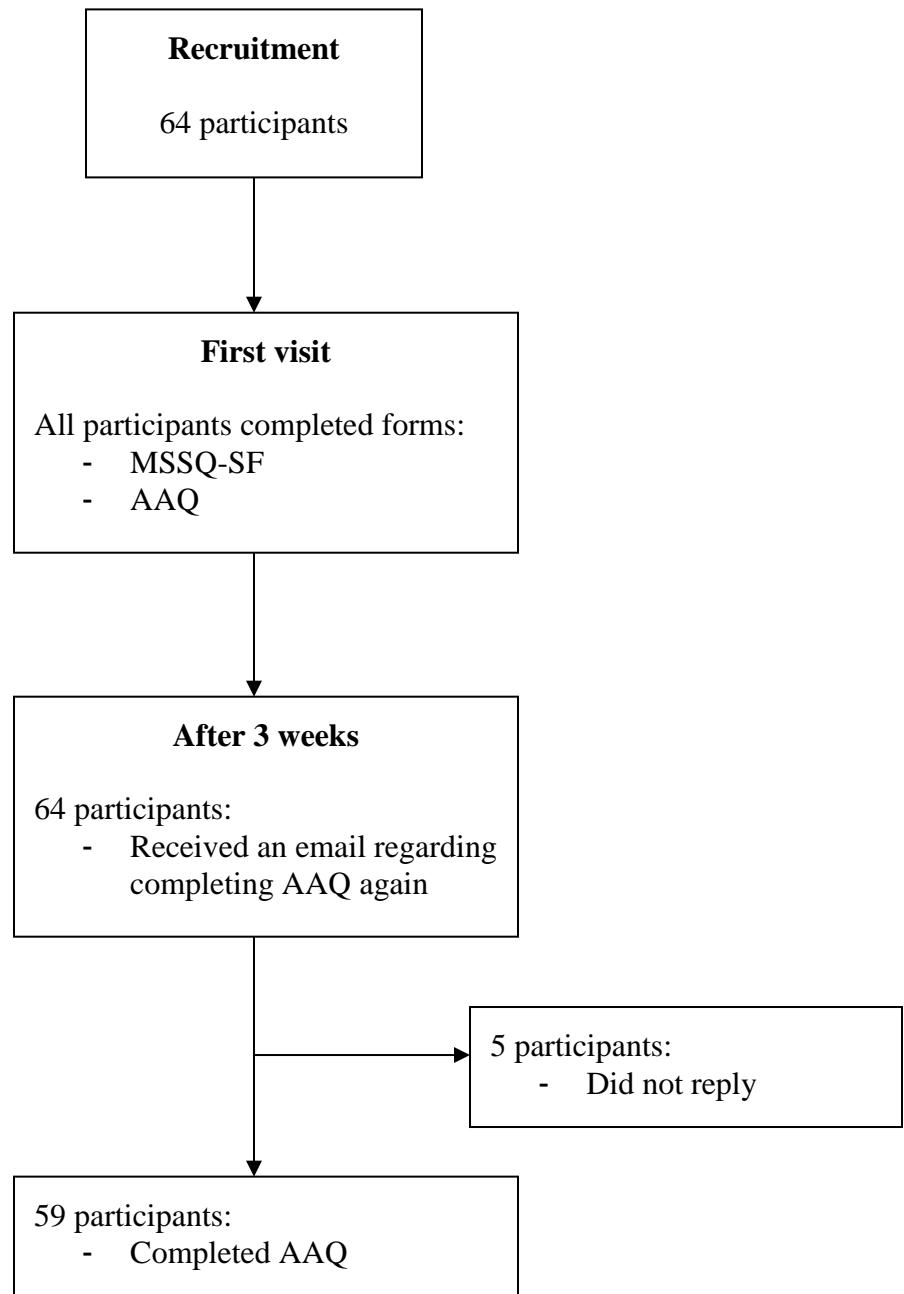 Recruitment
64 participants
First visit
All participants completed forms:
- MSSQ-SF
- AAQ
After 3 weeks
64 participants:
- Received an email regarding
completing AAQ again
5 participants:
- Did not reply
59 participants:
- Completed AAQ